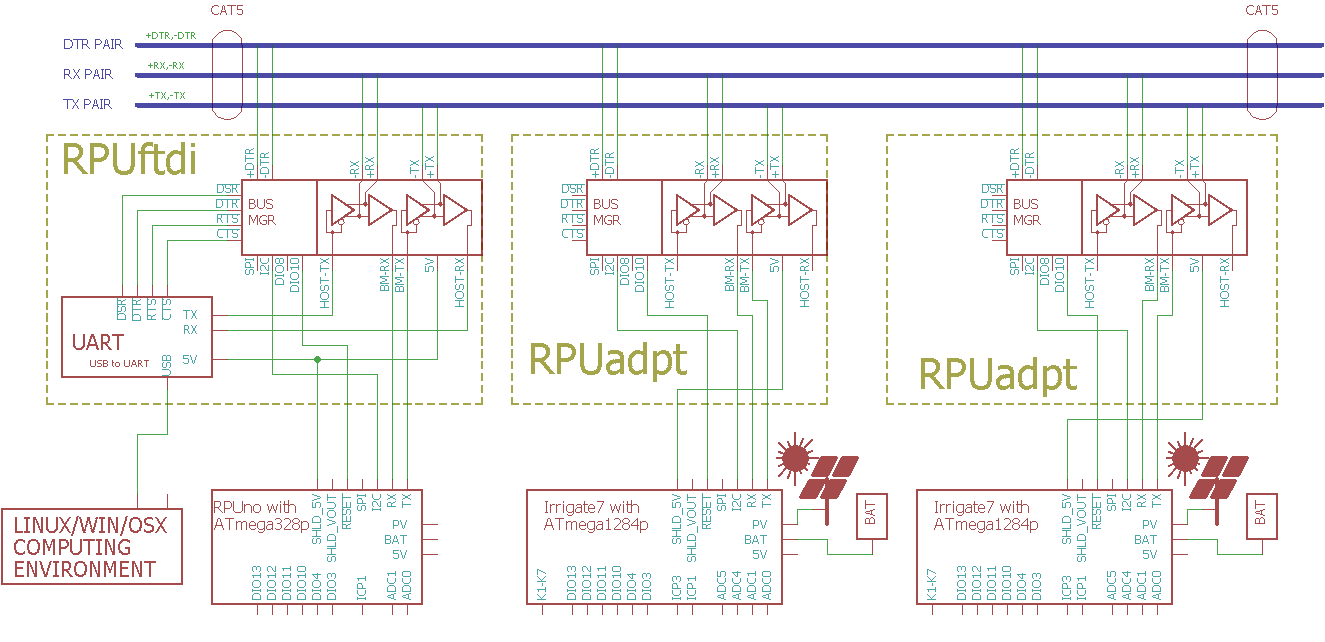 CAT5
CAT5
DTR PAIR
+DTR,-DTR
RX PAIR
+RX,-RX
TX PAIR
+TX,-TX
RPUftdi
+DTR
-DTR
-RX
+RX
-TX
+TX
DSR
DTR
RTS
CTS
BUS
MGR
SPI
I2C
DIO8
DIO10
HOST-TX
BM-RX
BM-TX
5V
HOST-RX
DSR
DTR
RTS
CTS
TX
RX
5V
USB
UART
USB to UART
+DTR
-DTR
-RX
+RX
-TX
+TX
DSR
DTR
RTS
CTS
BUS
MGR
SPI
I2C
DIO8
DIO10
HOST-TX
BM-RX
BM-TX
5V
HOST-RX
RPUadpt
+DTR
-DTR
-RX
+RX
-TX
+TX
DSR
DTR
RTS
CTS
BUS
MGR
SPI
I2C
DIO8
DIO10
HOST-TX
BM-RX
BM-TX
5V
HOST-RX
RPUadpt
LINUX/WIN/OSX
COMPUTING
ENVIRONMENT
RPUno with
ATmega328p
SHLD_5V
SHLD_VOUT
RESET
SPI
I2C
RX
TX
PV
BAT
5V
DIO13
DIO12
DIO11
DIO10
DIO4
DIO3
ICP1
ADC1
ADC0
Irrigate7 with
ATmega1284p
SHLD_5V
SHLD_VOUT
RESET
SPI
I2C
RX
TX
PV
BAT
5V
K1-K7
DIO13
DIO12
DIO11
DIO10
DIO4
DIO3
ICP3
ICP1
ADC5
ADC4
ADC1
ADC0
BAT
Irrigate7 with
ATmega1284p
SHLD_5V
SHLD_VOUT
RESET
SPI
I2C
RX
TX
PV
BAT
5V
K1-K7
DIO13
DIO12
DIO11
DIO10
DIO4
DIO3
ICP3
ICP1
ADC5
ADC4
ADC1
ADC0
BAT